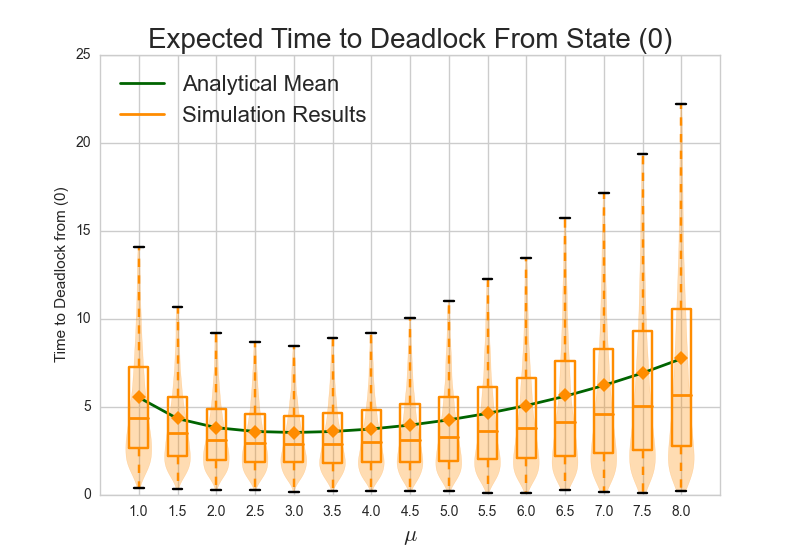 Expected Time to Deadlock From State (0)
Analytical Mean
Simulation Results
Time to Deadlock from (0)
25
20
15
10
5
0
1.0 1.5 2.0 2.5 3.0 3.5 4.0 4.5 5.0 5.5 6.0 6.5 7.0 7.5 8.0
μ